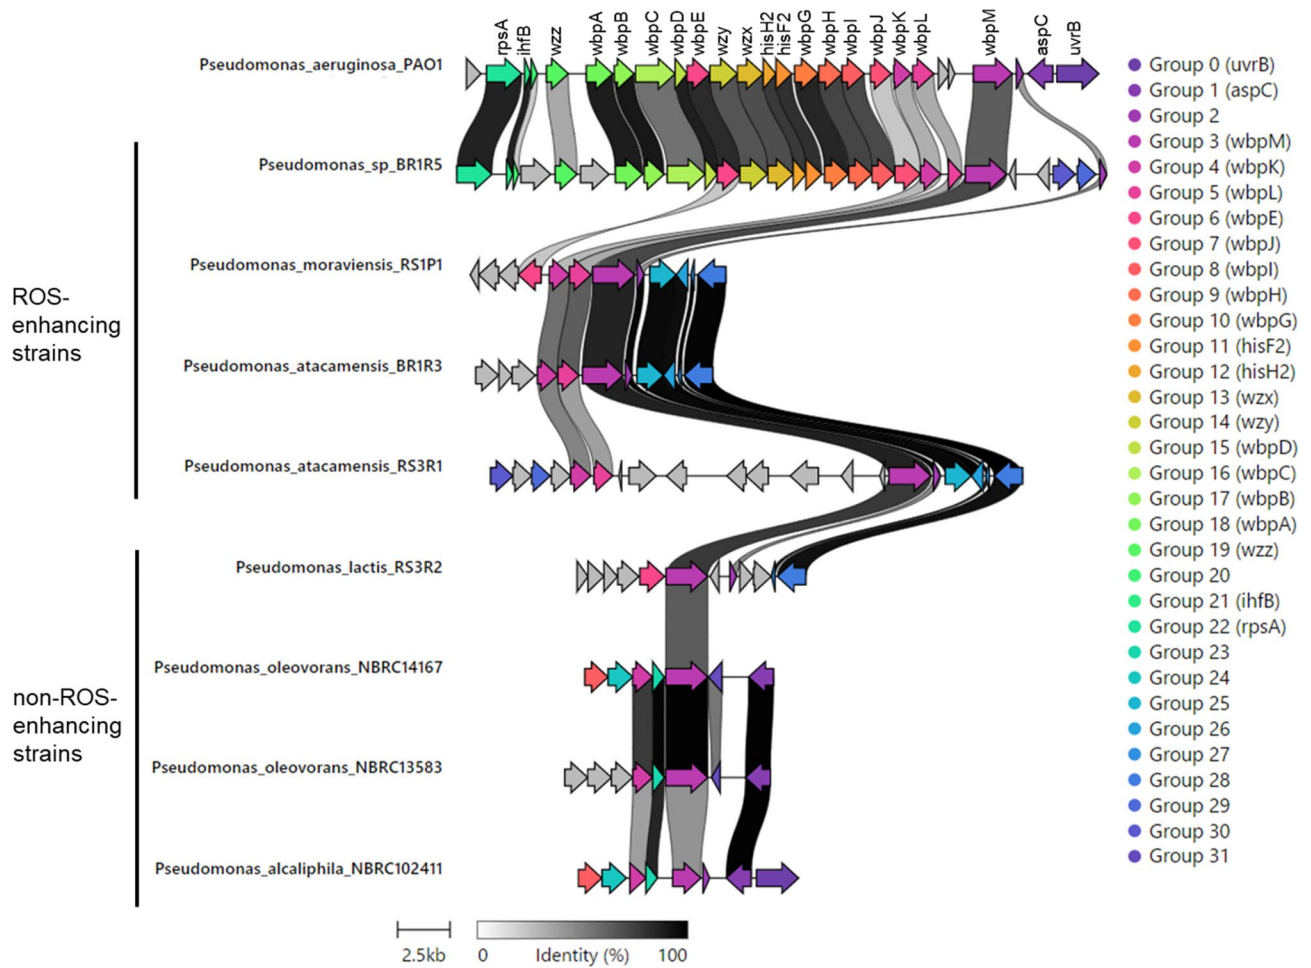 rpsA
ihfB
wzz
wbpA
wbpB
wbpC
wbpD
wbpE
wzy
wzx
hisH2
hisF2
wbpG
wbpH
wbpI
wbpJ
wbpK
wbpL
wbpM
aspC
uvrB
Pseudomonas_aeruginosa_PAO1
Pseudomonas_sp_BR1R5
Pseudomonas_moraviensis_RS1P1
Pseudomonas_atacamensis_BR1R3
Pseudomonas_atacamensis_RS3R1
Pseudomonas_lactis_RS3R2
Pseudomonas_oleovorans_NBRC14167
Pseudomonas_oleovorans_NBRC13583
Pseudomonas_alcaliphila_NBRC102411
ROS-
enhancing
strains
non-ROS-
enhancing
strains
Group 0 (uvrB)
Group 1 (aspC)
Group 2
Group 3 (wbpM)
Group 4 (wbpK)
Group 5 (wbpL)
Group 6 (wbpE)
Group 7 (wbpJ)
Group 8 (wbpI)
Group 9 (wbpH)
Group 10 (wbpG)
Group 11 (hisF2)
Group 12 (hisH2)
Group 13 (wzx)
Group 14 (wzy)
Group 15 (wbpD)
Group 16 (wbpC)
Group 17 (wbpB)
Group 18 (wbpA)
Group 19 (wzz)
Group 20
Group 21 (ihfB)
Group 22 (rpsA)
Group 23
Group 24
Group 25
Group 26
Group 27
Group 28
Group 29
Group 30
Group 31
2.5kb
0 Identity (%) 100